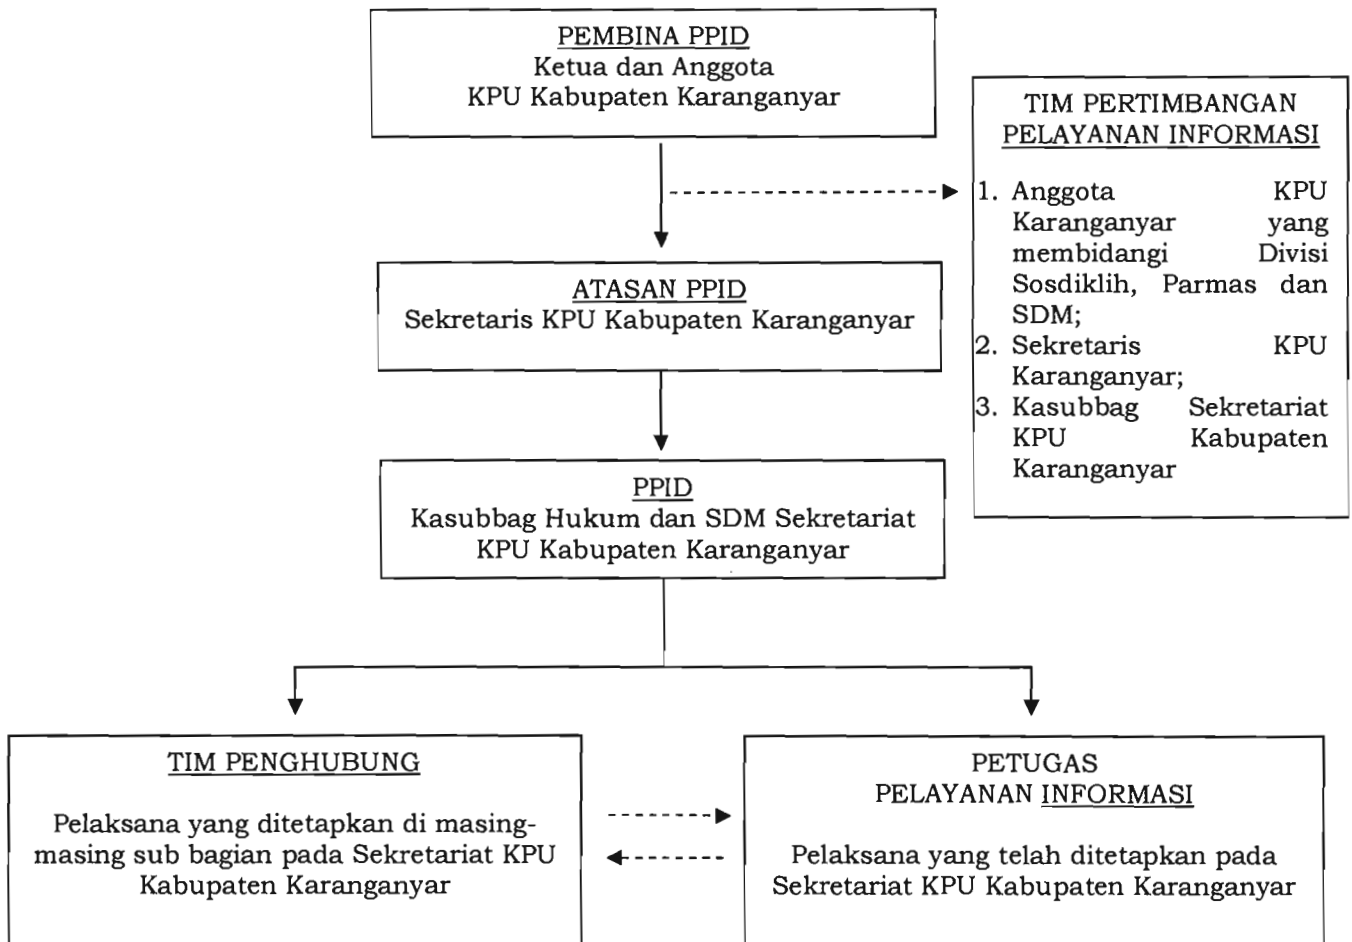 PEMBINA PPID
Ketua dan Anggota
KPU Kabupaten Karanganyar
TIM PERTIMBANGAN
PELAYANAN INFORMASI
1. Anggota KPU
Karanganyar yang
membidangi Divisi
Sosdiklih, Parmas dan
SDM;
2. Sekretaris KPU
Karanganyar;
3. Kasubbag Sekretariat
KPU Kabupaten
Karanganyar
ATASAN PPID
Sekretaris KPU Kabupaten Karanganyar
PPID
Kasubbag Hukum dan SDM Sekretariat
KPU Kabupaten Karanganyar
TIM PENGHUBUNG
Pelaksana yang ditetapkan di masing-
masing sub bagian pada Sekretariat KPU
Kabupaten Karanganyar
PETUGAS
PELAYANAN INFORMASI
Pelaksana yang telah ditetapkan pada
Sekretariat KPU Kabupaten Karanganyar